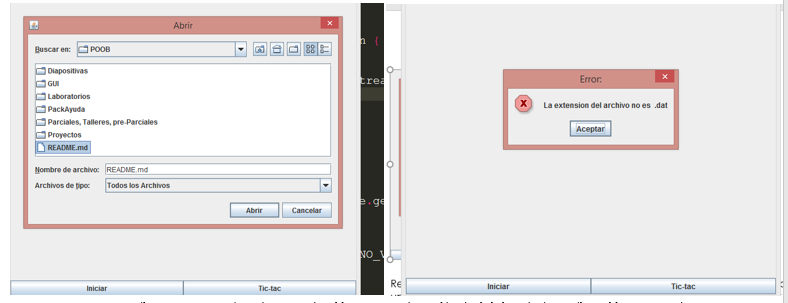 Abrir
Buscar en: POOB
Diapositivas
GUI
Laboratorios
PackAyuda
Parciales, Talleres, pre-Parciales
Proyectos
README.md
Nombre de archivo: README.md
Archivos de tipo: Todos los Archivos
Abrir Cancelar
Iniciar Tic-tac
n (
trea
e.ge
NO_V
Re
Error:
La extension del archivo no es .dat
Aceptar
Iniciar Tic-tac